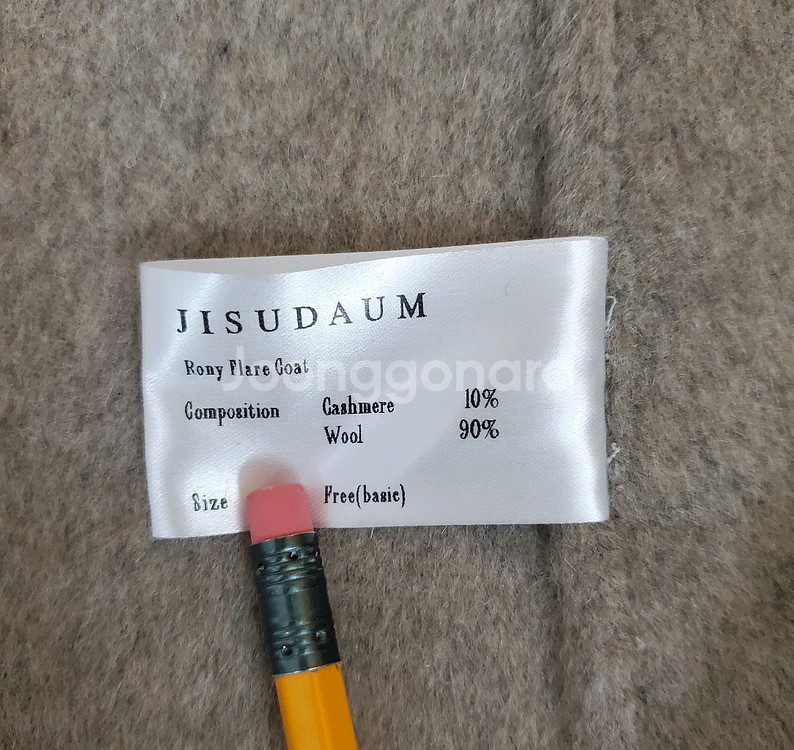 JISUDAUM
Rony Flare Coat
Joonggonara
Composition Cashmere 10%
Wool 90%
Size Free(basic)